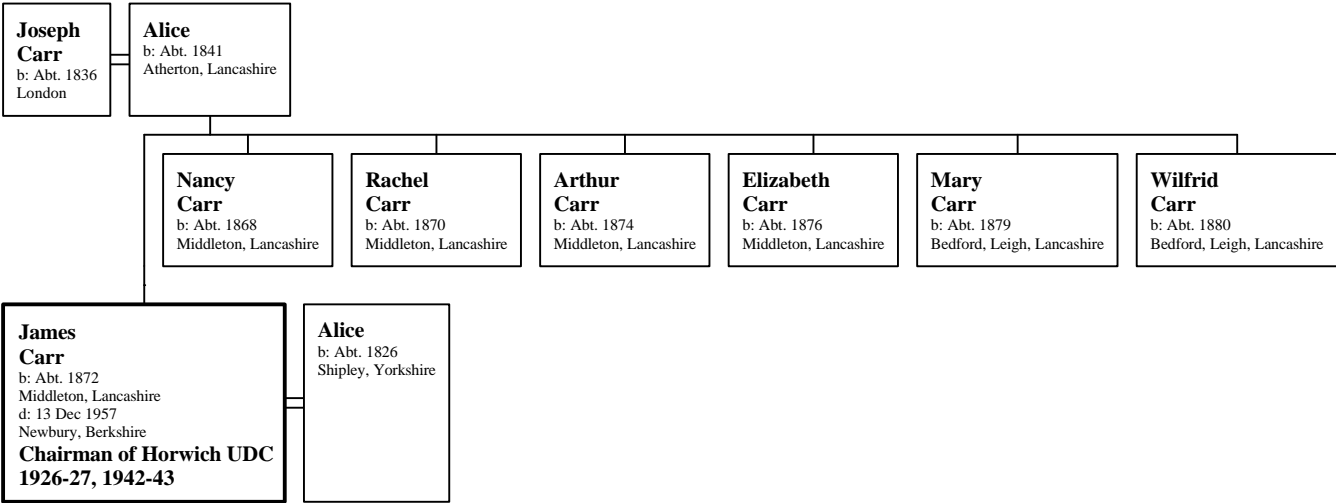 Joseph
Carr
b: Abt. 1836
London
Alice
b: Abt. 1841
Atherton, Lancashire
Nancy
Carr
b: Abt. 1868
Middleton, Lancashire
Rachel
Carr
b: Abt. 1870
Middleton, Lancashire
Arthur
Carr
b: Abt. 1874
Middleton, Lancashire
Elizabeth
Carr
b: Abt. 1876
Middleton, Lancashire
Mary
Carr
b: Abt. 1879
Bedford, Leigh, Lancashire
Wilfrid
Carr
b: Abt. 1880
Bedford, Leigh, Lancashire
James
Carr
b: Abt. 1872
Middleton, Lancashire
d: 13 Dec 1957
Newbury, Berkshire
Chairman of Horwich UDC
1926-27, 1942-43
Alice
b: Abt. 1826
Shipley, Yorkshire